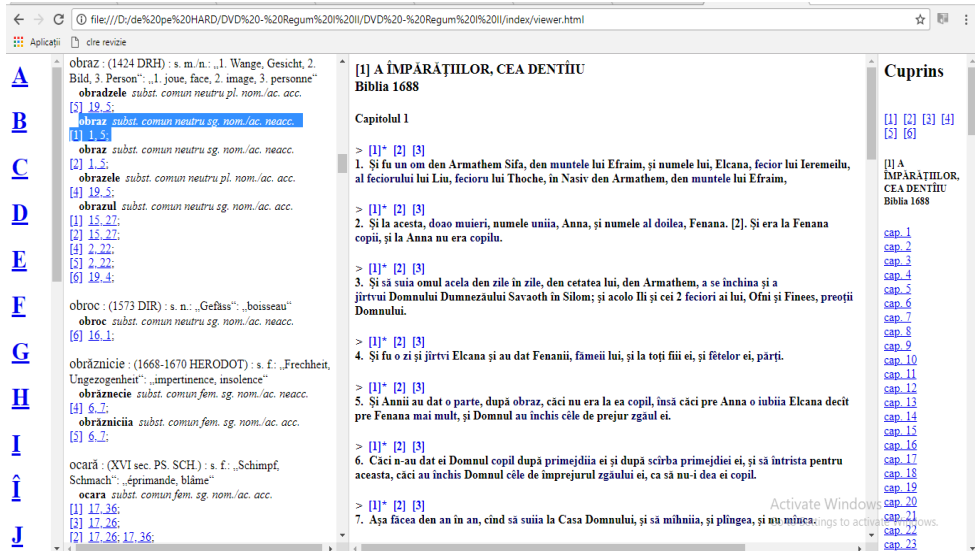 file:///D:/de%20pe%20HARD/DVD%20-%20Regum%20I%20II/DVD%20-%20Regum%20I%20II/index/viewer.html
Aplicații clre revizie
A
B
C
D
E
F
G
H
I
Î
J
obraz : (1424 DRH) : s. m./n.: „1. Wange, Gesicht, 2.
Bild, 3. Person“: „1. joue, face, 2. image, 3. personne“
obradzele subst. comun neutru pl. nom./ac. acc.
[5] 19, 5;
obraz subst. comun neutru sg. nom./ac. neacc.
[1] 1, 5;
obraz subst. comun neutru sg. nom./ac. neacc.
[2] 1, 5;
obrazele subst. comun neutru pl. nom./ac. acc.
[4] 19, 5;
obrazul subst. comun neutru sg. nom./ac. acc.
[1] 15, 27;
[2] 15, 27;
[4] 2, 22;
[5] 2, 22;
[6] 19, 4;
obroc : (1573 DIR) : s. n.: „Gefäss“: „boisseau“
obroc subst. comun neutru sg. nom./ac. neacc.
[6] 16, 1;
obrăznicie : (1668-1670 HERODOT) : s. f.: „Frechheit,
Ungezogenheit“: „impertinence, insolence“
obrăznecie subst. comun fem. sg. nom./ac. neacc.
[4] 6, 7;
obrăzniciia subst. comun fem. sg. nom./ac. acc.
[5] 6, 7;
ocară : (XVI sec. PS. SCH.) : s. f.: „Schimpf,
Schmach“: „éprimande, blâme“
ocara subst. comun fem. sg. nom./ac. acc.
[1] 17, 36;
[3] 17, 26;
[2] 17, 26; 17, 36;
[1] A ÎMPĂRĂȚIILOR, CEA DENTÎIU
Biblia 1688
Capitolul 1
> [1]* [2] [3]
1. Și fu un om den Armathem Sifa, den muntele lui Efraim, și numele lui, Elcana, fecior lui Ieremeilu,
al feciorului lui Liu, fecioru lui Thoche, în Nasiv den Armathem, den muntele lui Efraim,
> [1]* [2] [3]
2. Și la acesta, doao muieri, numele uniia, Anna, și numele al doilea, Fenana. [2]. Și era la Fenana
copii, și la Anna nu era copilu.
> [1]* [2] [3]
3. Și să suia omul acela den zile în zile, den cetatea lui, den Armathem, a se închina și a
jîrtvui Domnului Dumnezăului Savaoth în Silom; și acolo Ili și cei 2 feciori ai lui, Ofni și Finees, preoții
Domnului.
> [1]* [2] [3]
4. Și fu o zi și jîrtvi Elcana și au dat Fenanii, fămeii lui, și la toți fiii ei, și fêtelor ei, părți.
> [1]* [2] [3]
5. Și Annii au dat o parte, după obraz, căci nu era la ea copil, însă căci pre Anna o iubiia Elcana decît
pre Fenana mai mult, și Domnul au închis cêle de prejur zgăul ei.
> [1]* [2] [3]
6. Căci n-au dat ei Domnul copil după primejdiia ei și după scîrba primejdiei ei, și să întrista pentru
aceasta, căci au închis Domnul cêle de împrejurul zgăului ei, ca să nu-i dea ei copil.
> [1]* [2] [3]
7. Așa făcea den an în an, cînd să suiia la Casa Domnului, și să mîhniia, și plîngea, și nu mînca.
Activate Windows
Cuprins
[1] [2] [3] [4]
[5] [6]
[1] A
ÎMPĂRĂȚIILOR,
CEA DENTÎIU
Biblia 1688
cap. 1
cap. 2
cap. 3
cap. 4
cap. 5
cap. 6
cap. 7
cap. 8
cap. 9
cap. 10
cap. 11
cap. 12
cap. 13
cap. 14
cap. 15
cap. 16
cap. 17
cap. 18
cap. 19
cap. 20
cap. 21
cap. 22
cap. 23